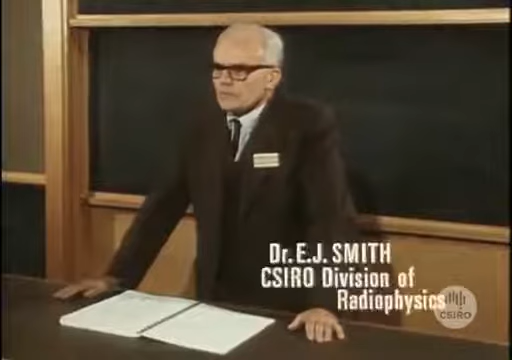 Dr. E.J. SMITH
CSIRO Division of
Radiophysics
CSIRO